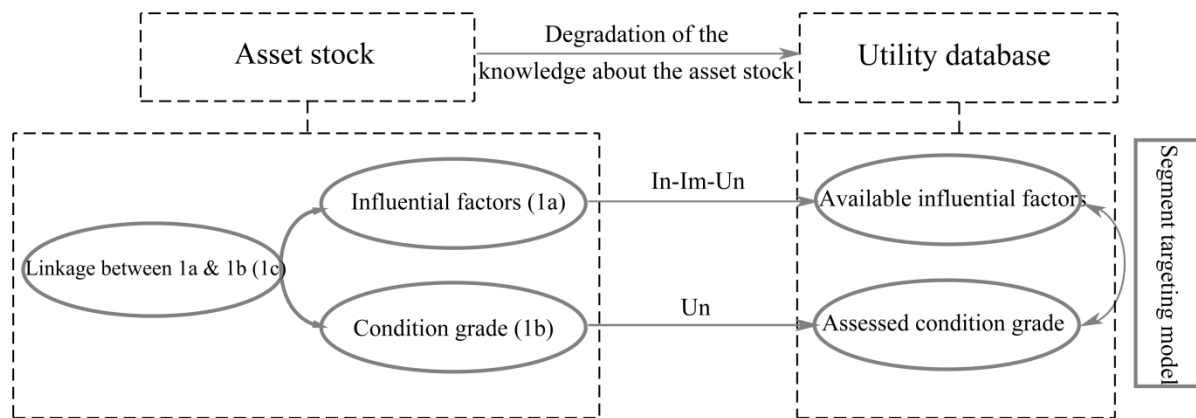 Asset stock
Degradation of the
knowledge about the asset stock
Utility database
Influential factors (1a)
In-Im-Un
Available influential factors
Linkage between 1a & 1b (1c)
Condition grade (1b)
Un
Assessed condition grade
Segment targeting model